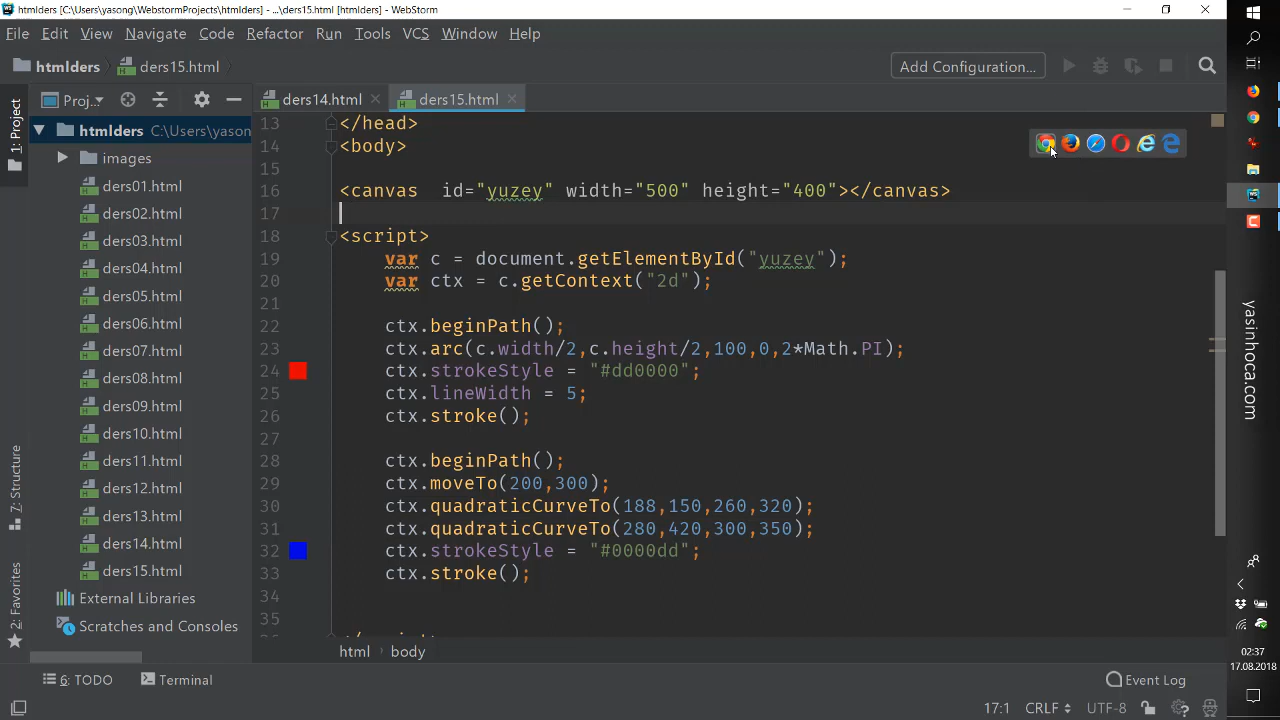 htmlders [C:\Users\yasong\WebstormProjects\htmlders] - ...\ders15.html [htmlders] - WebStorm
File Edit View Navigate Code Refactor Run Tools VCS Window Help
htmlders ders15.html Add Configuration...
1: Project
Proj..
ders14.html
ders15.html
htmlders C:\Users\yason
images
ders01.html
ders02.html
ders03.html
ders04.html
ders05.html
ders06.html
ders07.html
ders08.html
ders09.html
ders10.html
ders11.html
ders12.html
ders13.html
ders14.html
ders15.html
External Libraries
Scratches and Consoles
7: Structure
2: Favorites
13 </head>
14 <body>
15
16 <canvas  id="yuzey" width="500" height="400"></canvas>
17
18 <script>
19 var c = document.getElementById("yuzey");
20 var ctx = c.getContext("2d");
21
22 ctx.beginPath();
23 ctx.arc(c.width/2,c.height/2,100,0,2*Math.PI);
24 ctx.strokeStyle = "#dd0000";
25 ctx.lineWidth = 5;
26 ctx.stroke();
27
28 ctx.beginPath();
29 ctx.moveTo(200,300);
30 ctx.quadraticCurveTo(188,150,260,320);
31 ctx.quadraticCurveTo(280,420,300,350);
32 ctx.strokeStyle = "#0000dd";
33 ctx.stroke();
34
35
html body
6: TODO Terminal Event Log
17:1 CRLF UTF-8
yasinhoca.com
02:37
17.08.2018